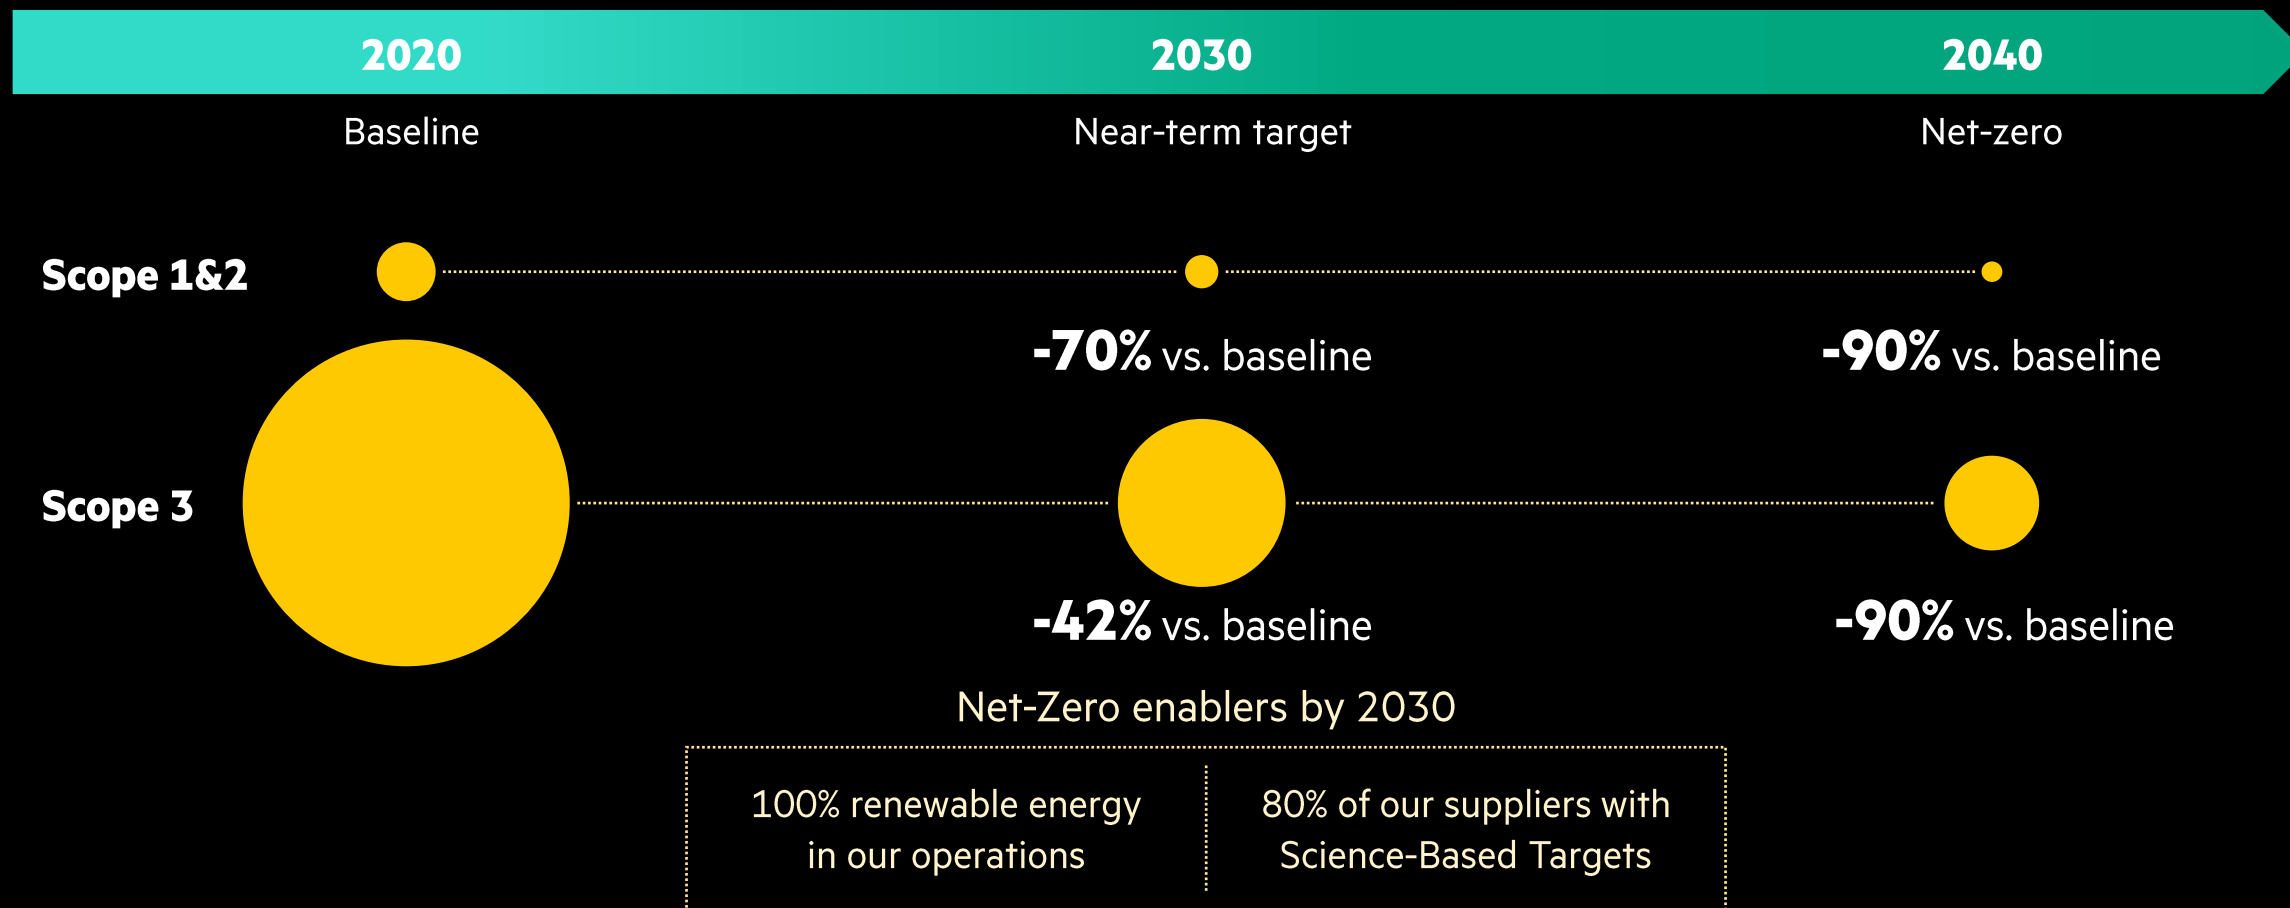 2020 2030 2040
Baseline Near-term target Net-zero
Scope 1&2
-70% vs. baseline -90% vs. baseline
Scope 3
-42% vs. baseline -90% vs. baseline
Net-Zero enablers by 2030
100% renewable energy
in our operations
80% of our suppliers with
Science-Based Targets